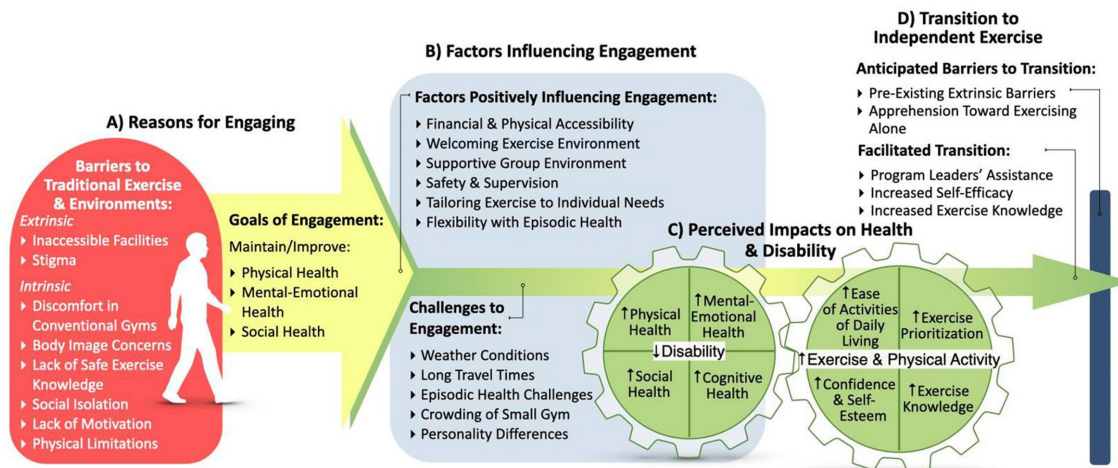 A) Reasons for Engaging
Barriers to
Traditional Exercise
& Environments:
Extrinsic
Inaccessible Facilities
Stigma
Intrinsic
Discomfort in
Conventional Gyms
Body Image Concerns
Lack of Safe Exercise
Knowledge
Social Isolation
Lack of Motivation
Physical Limitations
Goals of Engagement:
Maintain/Improve:
Physical Health
Mental-Emotional
Health
Social Health
B) Factors Influencing Engagement
Factors Positively Influencing Engagement:
Financial & Physical Accessibility
Welcoming Exercise Environment
Supportive Group Environment
Safety & Supervision
Tailoring Exercise to Individual Needs
Flexibility with Episodic Health
Challenges to
Engagement:
Weather Conditions
Long Travel Times
Episodic Health Challenges
Crowding of Small Gym
Personality Differences
C) Perceived Impacts on Health
& Disability
↑Physical
Health
↑Mental-
Emotional
Health
↓Disability
↑Social
Health
↑Cognitive
Health
↑Ease
of Activities
of Daily
Living
↑Exercise
Prioritization
↑Exercise & Physical Activity
↑Confidence
& Self-
Esteem
↑Exercise
Knowledge
D) Transition to
Independent Exercise
Anticipated Barriers to Transition:
Pre-Existing Extrinsic Barriers
Apprehension Toward Exercising
Alone
Facilitated Transition:
Program Leaders' Assistance
Increased Self-Efficacy
Increased Exercise Knowledge